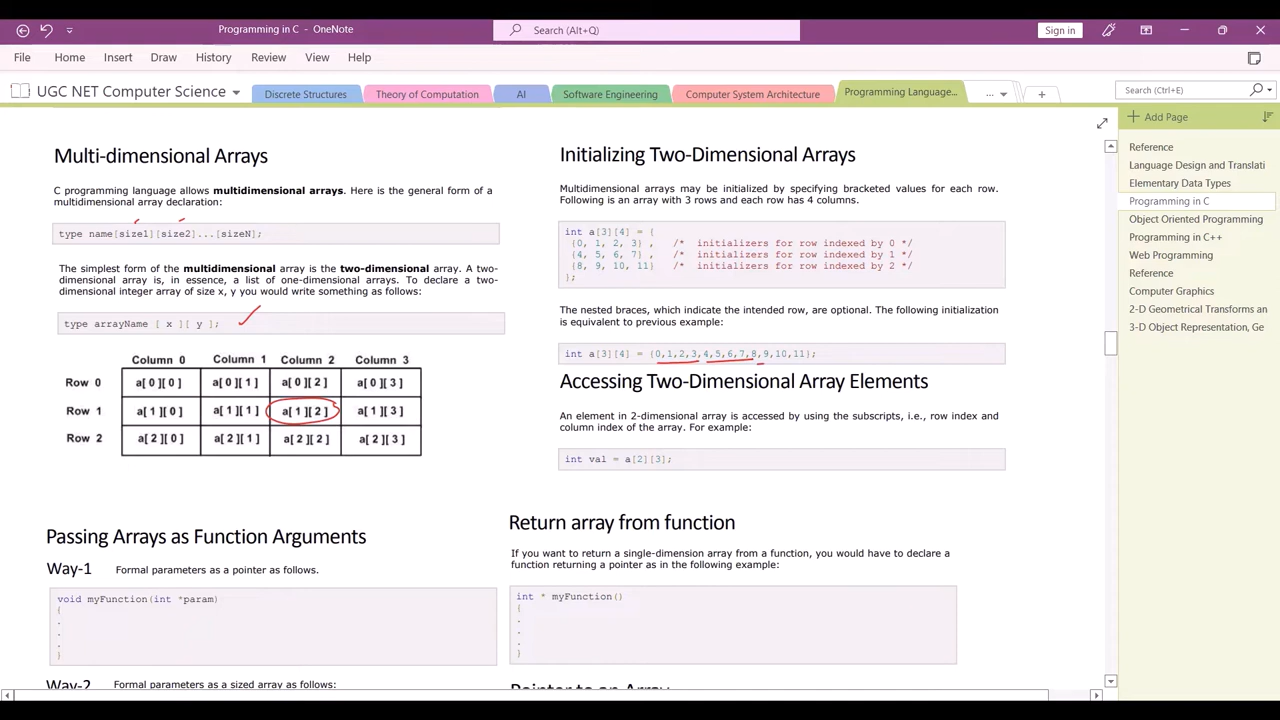 Programming in C - OneNote
Search (Alt+Q)
Sign in
File Home Insert Draw History Review View Help
UGC NET Computer Science
Discrete Structures
Theory of Computation
AI
Software Engineering
Computer System Architecture
Programming Language...
...
Search (Ctrl+E)
Multi-dimensional Arrays
C programming language allows multidimensional arrays. Here is the general form of a
multidimensional array declaration:
type name[size1][size2]...[sizeN];
The simplest form of the multidimensional array is the two-dimensional array. A two-
dimensional array is, in essence, a list of one-dimensional arrays. To declare a two-
dimensional integer array of size x, y you would write something as follows:
type arrayName [ x ][ y ];
Column 0 Column 1 Column 2 Column 3
Row 0 a[ 0 ][ 0 ] a[ 0 ][ 1 ] a[ 0 ][ 2 ] a[ 0 ][ 3 ]
Row 1 a[ 1 ][ 0 ] a[ 1 ][ 1 ] a[ 1 ][ 2 ] a[ 1 ][ 3 ]
Row 2 a[ 2 ][ 0 ] a[ 2 ][ 1 ] a[ 2 ][ 2 ] a[ 2 ][ 3 ]
Initializing Two-Dimensional Arrays
Multidimensional arrays may be initialized by specifying bracketed values for each row.
Following is an array with 3 rows and each row has 4 columns.
int a[3][4] = {
{0, 1, 2, 3} , /* initializers for row indexed by 0 */
{4, 5, 6, 7} , /* initializers for row indexed by 1 */
{8, 9, 10, 11} /* initializers for row indexed by 2 */
};
The nested braces, which indicate the intended row, are optional. The following initialization
is equivalent to previous example:
int a[3][4] = {0,1,2,3,4,5,6,7,8,9,10,11};
Accessing Two-Dimensional Array Elements
An element in 2-dimensional array is accessed by using the subscripts, i.e., row index and
column index of the array. For example:
int val = a[2][3];
Passing Arrays as Function Arguments
Way-1 Formal parameters as a pointer as follows.
void myFunction(int *param)
{
.
.
.
}
Way-2 Formal parameters as a sized array as follows:
Return array from function
If you want to return a single-dimension array from a function, you would have to declare a
function returning a pointer as in the following example:
int * myFunction()
{
.
.
.
}
Pointer to an Array
Add Page
Reference
Language Design and Translati
Elementary Data Types
Programming in C
Object Oriented Programming
Programming in C++
Web Programming
Reference
Computer Graphics
2-D Geometrical Transforms an
3-D Object Representation, Ge